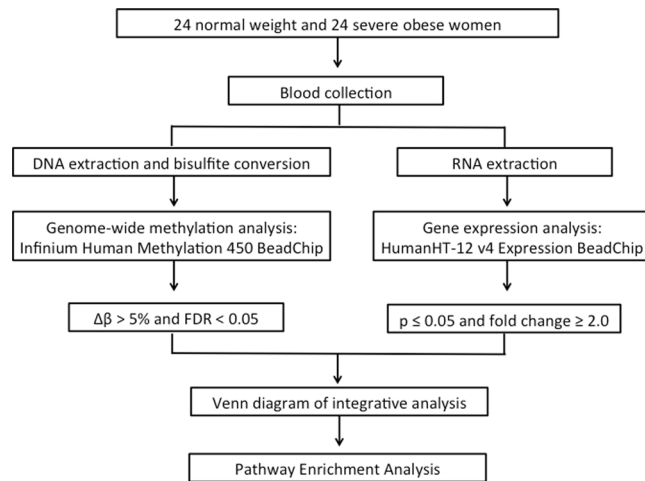 24 normal weight and 24 severe obese women
Blood collection
DNA extraction and bisulfite conversion
RNA extraction
Genome-wide methylation analysis:
Infinium Human Methylation 450 BeadChip
Gene expression analysis:
HumanHT-12 v4 Expression BeadChip
Δβ > 5% and FDR < 0.05
p ≤ 0.05 and fold change ≥ 2.0
Venn diagram of integrative analysis
Pathway Enrichment Analysis